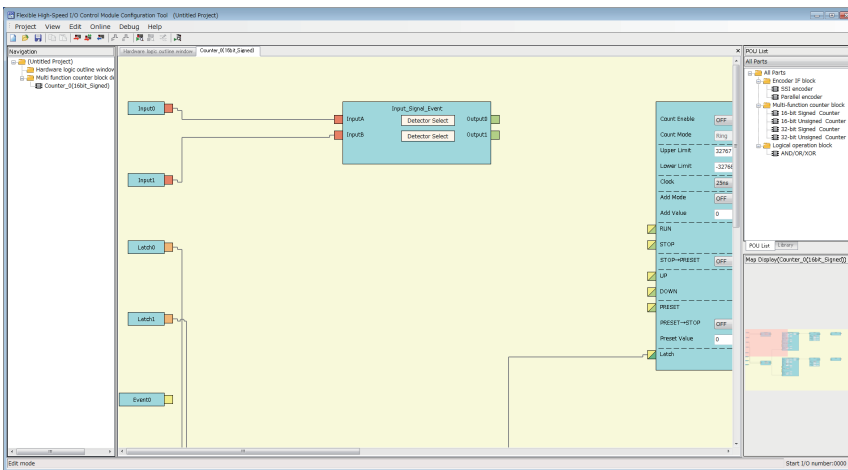 Flexible High-Speed I/O Control Module Configuration Tool (Untitled Project)
Project View Edit Online Debug Help
Navigation
(Untitled Project)
Hardware logic outline window
Multi function counter block d
Counter_0(16bit_Signed)
Hardware logic outline window Counter_0(16bit_Signed)
Input0
Input1
Latch0
Latch1
Event0
Input_Signal_Event
InputA Detector Select Output0
InputB Detector Select Output1
Count Enable OFF
Count Mode Ring
Upper Limit 32767
Lower Limit -32768
Clock 25ns
Add Mode OFF
Add Value 0
RUN
STOP
STOP→PRESET OFF
UP
DOWN
PRESET
PRESET→STOP OFF
Preset Value 0
Latch
POU List
All Parts
All Parts
Encoder IF block
SSI encoder
Parallel encoder
Multi-function counter block
16-bit Signed Counter
16-bit Unsigned Counter
32-bit Signed Counter
32-bit Unsigned Counter
Logical operation block
AND/OR/XOR
POU List Library
Map Display(Counter_0(16bit_Signed))
Edit mode
Start I/O number:0000